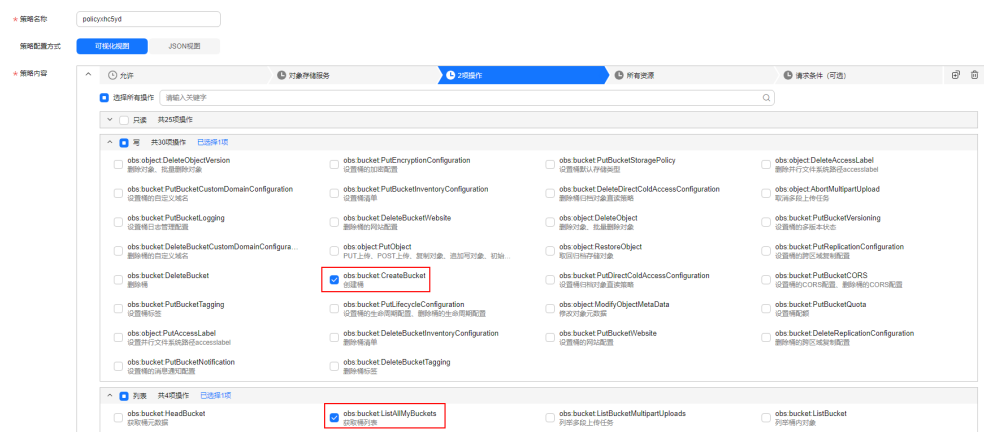 * 策略名称 policyxhc5yd
策略配置方式 可视化视图 JSON视图
* 策略内容 允许 对象存储服务 2项操作 所有资源 请求条件（可选）
选择所有操作 请输入关键字
只读 共25项操作
写 共30项操作 已选择1项
obs:object:DeleteObjectVersion obs:bucket:PutEncryptionConfiguration obs:bucket:PutBucketStoragePolicy obs:object:DeleteAccessLabel
删除对象、批量删除对象 设置桶的加密配置 设置桶默认存储类型 删除并行文件系统路径accesslabel
obs:bucket:PutBucketCustomDomainConfiguration obs:bucket:PutBucketInventoryConfiguration obs:bucket:DeleteDirectColdAccessConfiguration obs:object:AbortMultipartUpload
设置桶的自定义域名 设置桶清单 删除桶归档对象直读策略 取消多段上传任务
obs:bucket:PutBucketLogging obs:bucket:DeleteBucketWebsite obs:object:DeleteObject obs:bucket:PutBucketVersioning
设置桶日志管理配置 删除桶的网站配置 删除对象、批量删除对象 设置桶的多版本状态
obs:bucket:DeleteBucketCustomDomainConfigura... obs:object:PutObject obs:object:RestoreObject obs:bucket:PutReplicationConfiguration
删除桶的自定义域名 PUT上传、POST上传、复制对象、追加写对象、初始... 取回归档存储对象 设置桶的跨区域复制配置
obs:bucket:DeleteBucket obs:bucket:CreateBucket obs:bucket:PutDirectColdAccessConfiguration obs:bucket:PutBucketCORS
删除桶 创建桶 设置桶归档对象直读策略 设置桶的CORS配置、删除桶的CORS配置
obs:bucket:PutBucketTagging obs:bucket:PutLifecycleConfiguration obs:object:ModifyObjectMetaData obs:bucket:PutBucketQuota
设置桶标签 设置桶的生命周期配置、删除桶的生命周期配置 修改对象元数据 设置桶配额
obs:object:PutAccessLabel obs:bucket:DeleteBucketInventoryConfiguration obs:bucket:PutBucketWebsite obs:bucket:DeleteReplicationConfiguration
设置并行文件系统路径accesslabel 删除桶清单 设置桶的网站配置 删除桶的跨区域复制配置
obs:bucket:PutBucketNotification obs:bucket:DeleteBucketTagging
设置桶的消息通知配置 删除桶标签
列表 共4项操作 已选择1项
obs:bucket:HeadBucket obs:bucket:ListAllMyBuckets obs:bucket:ListBucketMultipartUploads obs:bucket:ListBucket
获取桶元数据 获取桶列表 列举多段上传任务 列举桶内对象